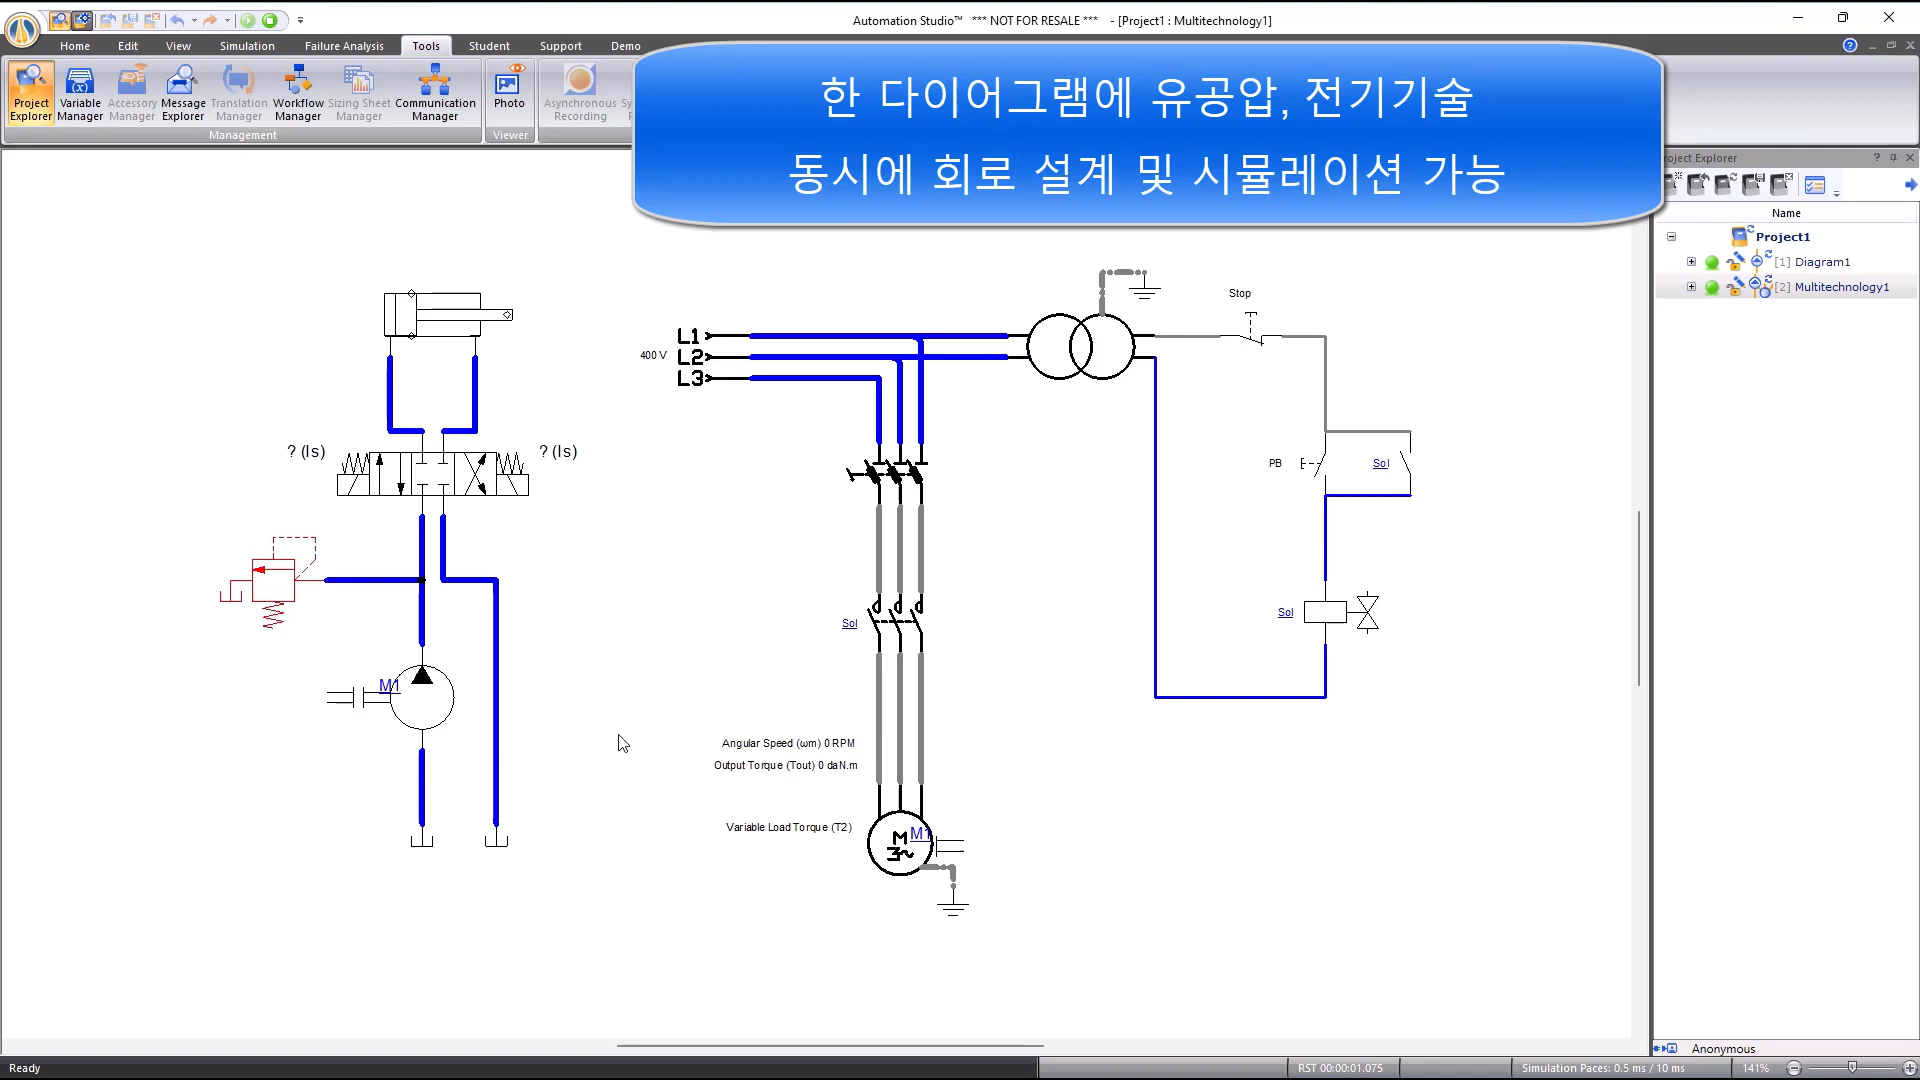 Automation Studio™ *** NOT FOR RESALE *** - [Project1 : Multitechnology1]
Home Edit View Simulation Failure Analysis Tools Student Support Demo
Project Explorer
Variable Manager
Accessory Manager
Message Explorer
Translation Manager
Workflow Manager
Sizing Sheet Manager
Communication Manager
Photo
Asynchronous Recording
Management
Viewer
한 다이어그램에 유공압, 전기기술
동시에 회로 설계 및 시뮬레이션 가능
Project Explorer
Name
Project1
[1] Diagram1
[2] Multitechnology1
Stop
L1
400 V L2
L3
? (Is) ? (Is)
PB Sol
Sol
Sol
M1
Angular Speed (ωm) 0 RPM
Output Torque (Tout) 0 daN.m
Variable Load Torque (T2)
M 3~
M1
Anonymous
Ready
RST 00:00:01.075
Simulation Paces: 0.5 ms / 10 ms
141%